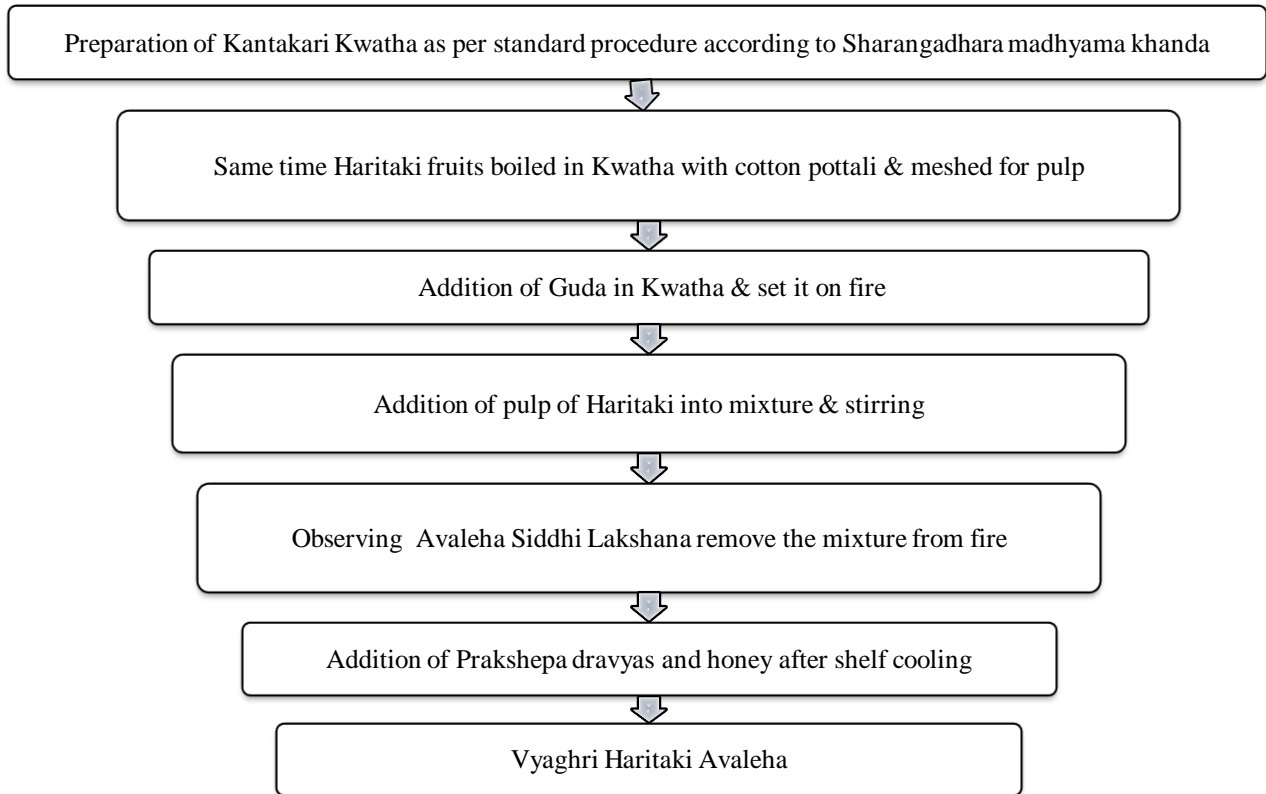 Preparation of Kantakari Kwatha as per standard procedure according to Sharangadhara madhyama khanda
Same time Haritaki fruits boiled in Kwatha with cotton pottali & meshed for pulp
Addition of Guda in Kwatha & set it on fire
Addition of pulp of Haritaki into mixture & stirring
Observing Avaleha Siddhi Lakshana remove the mixture from fire
Addition of Prakshepa dravyas and honey after shelf cooling
Vyaghri Haritaki Avaleha